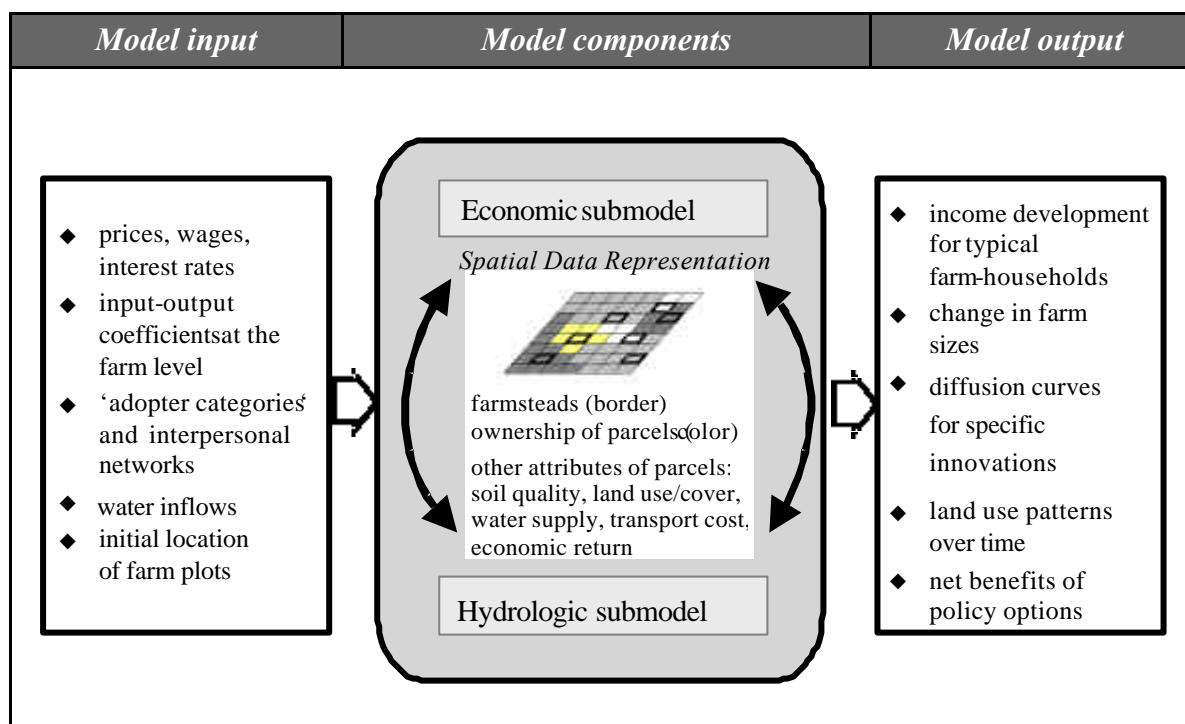 Model input
Model components
Model output
◆ prices, wages,
interest rates
◆ input-output
coefficientsat the
farm level
◆ ‘adopter categories‘
and interpersonal
networks
◆ water inflows
◆ initial location
of farm plots
Economic submodel
Spatial Data Representation
farmsteads (border)
ownership of parcels(color)
other attributes of parcels:
soil quality, land use/cover,
water supply, transport cost,
economic return
Hydrologic submodel
◆ income development
for typical
farm-households
◆ change in farm
sizes
◆ diffusion curves
for specific
innovations
◆ land use patterns
over time
◆ net benefits of
policy options